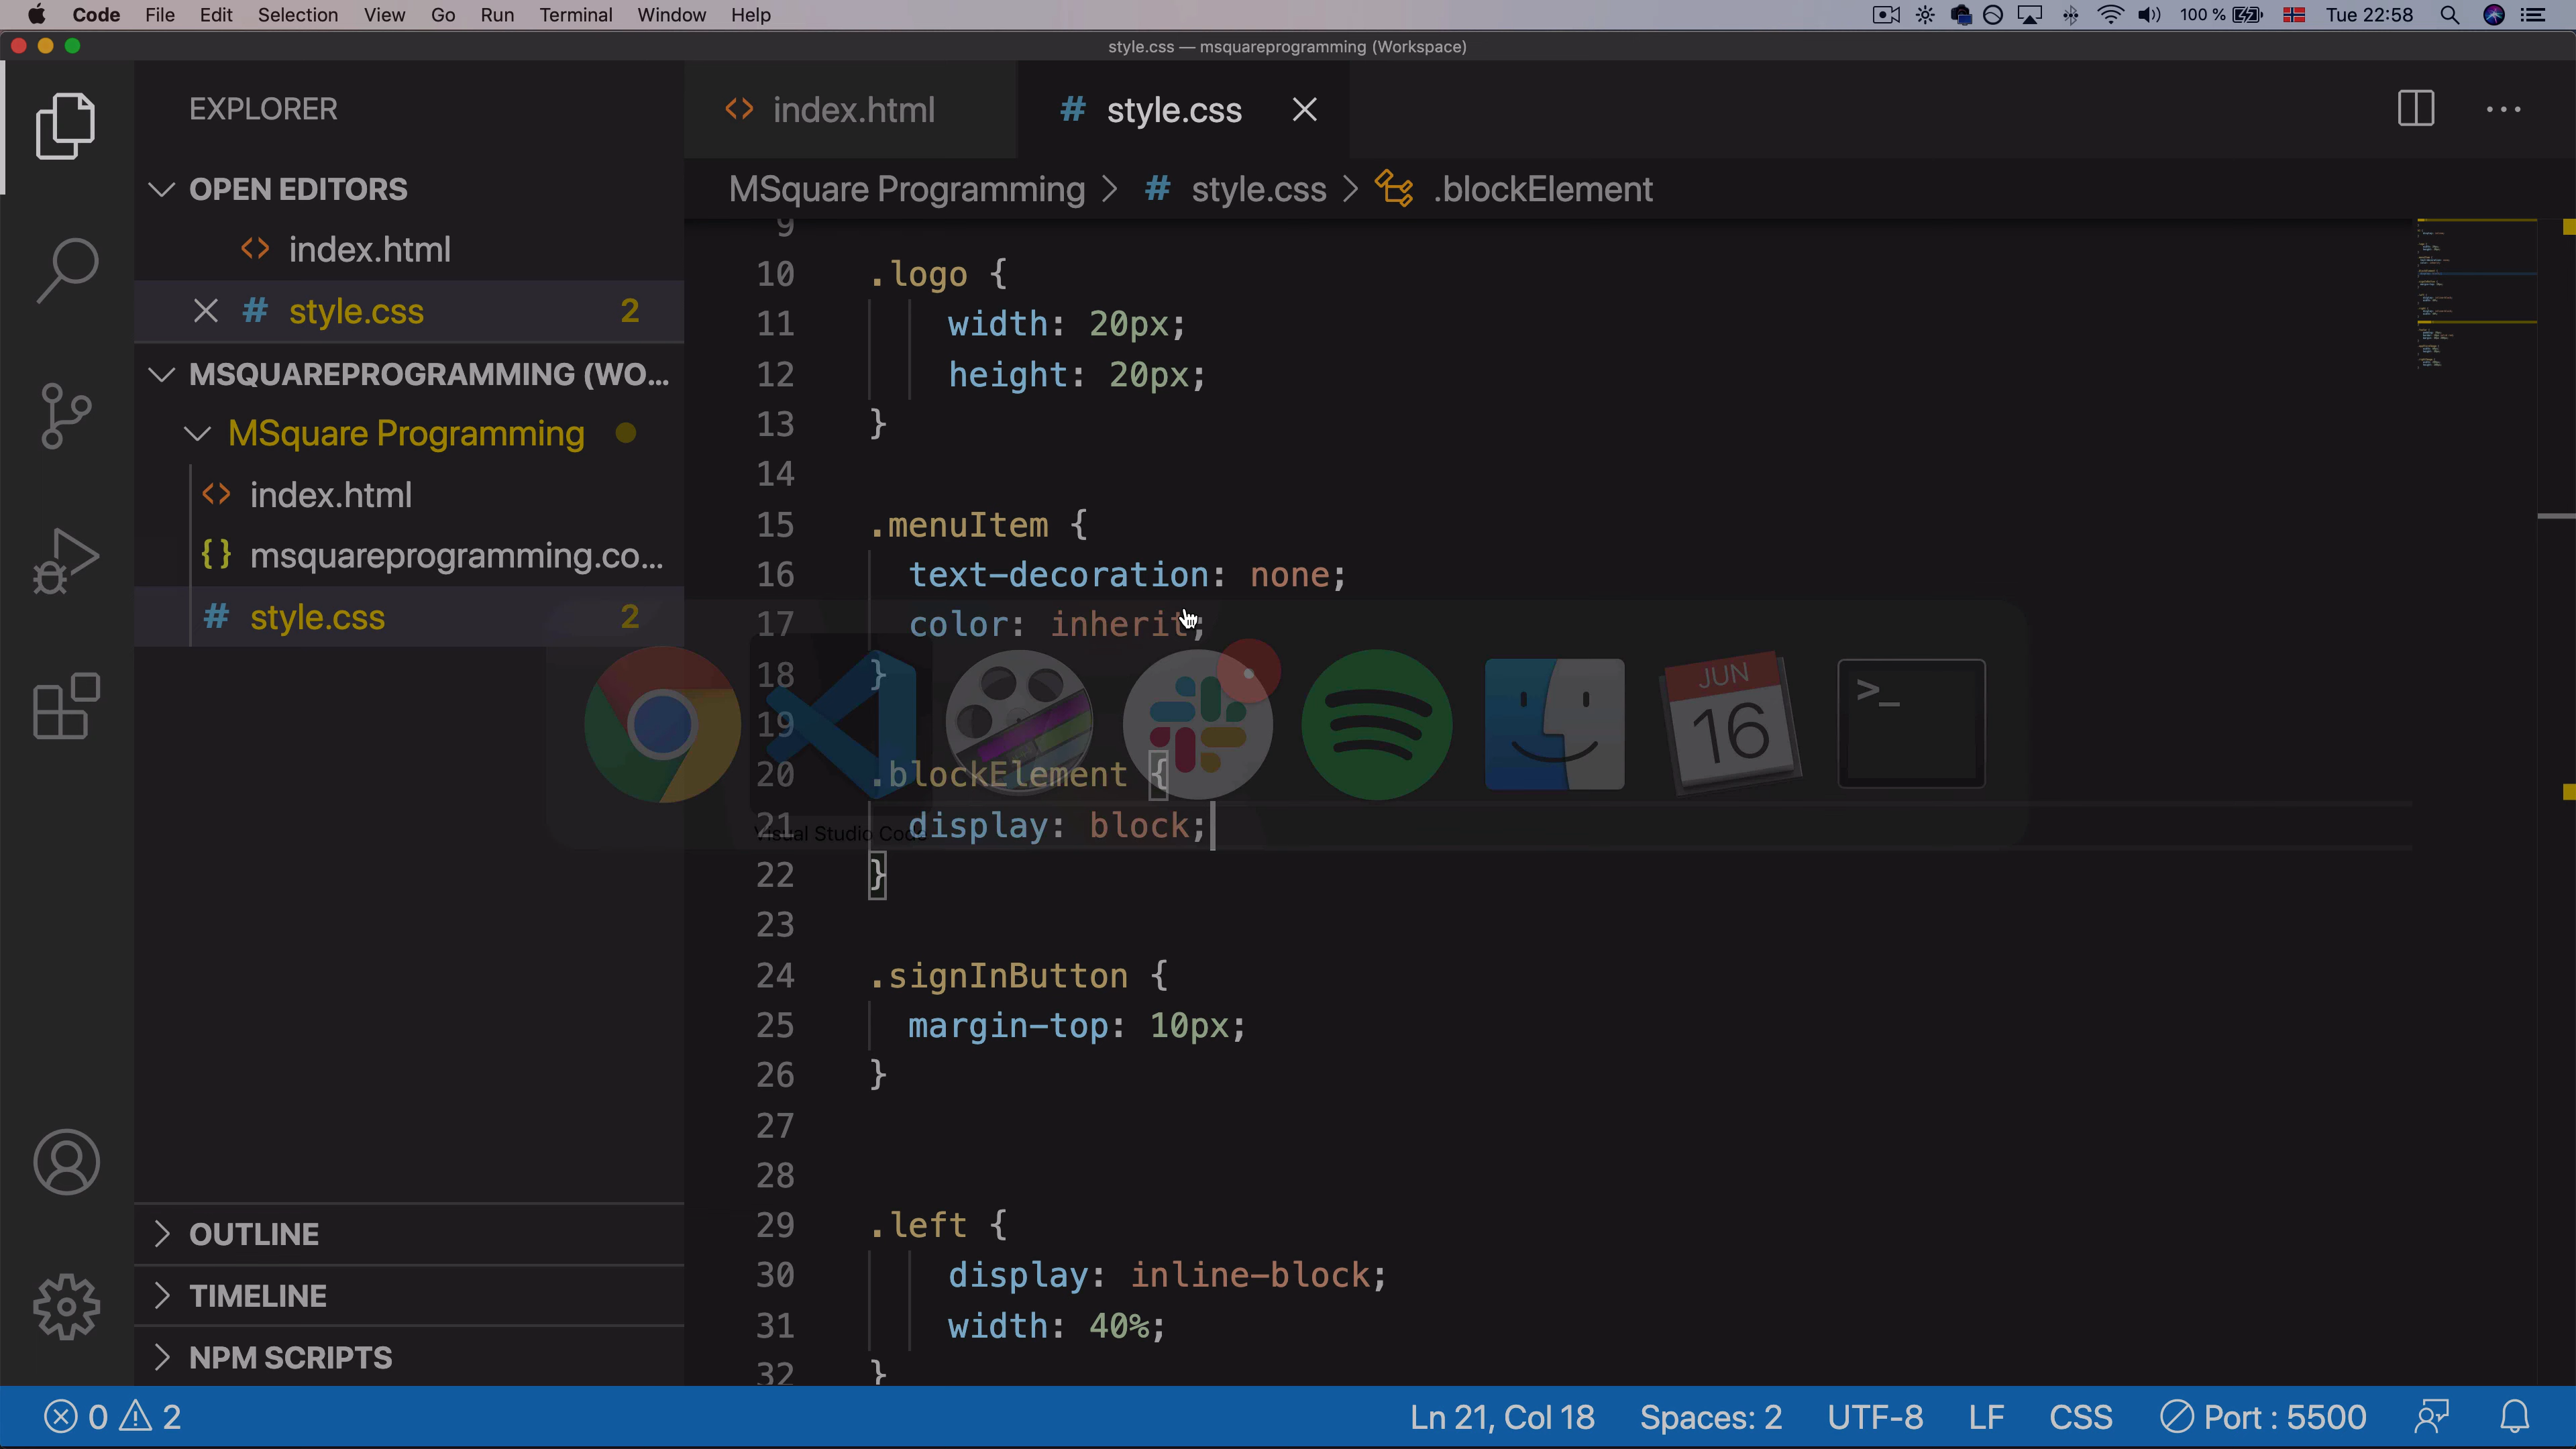 Code File Edit Selection View Go Run Terminal Window Help 100 % Tue 22:58
style.css — msquareprogramming (Workspace)
EXPLORER
OPEN EDITORS
index.html
style.css 2
MSQUAREPROGRAMMING (WO...
MSquare Programming
index.html
msquareprogramming.co...
style.css 2
OUTLINE
TIMELINE
NPM SCRIPTS
index.html style.css
MSquare Programming > style.css > .blockElement
9
10 .logo {
11 width: 20px;
12 height: 20px;
13 }
14
15 .menuItem {
16 text-decoration: none;
17 color: inherit;
18 }
19
20 .blockElement {
21 display: block;
22 }
23
24 .signInButton {
25 margin-top: 10px;
26 }
27
28
29 .left {
30 display: inline-block;
31 width: 40%;
32 }
JUN
16
>_
Visual Studio Code
0 2 Ln 21, Col 18 Spaces: 2 UTF-8 LF CSS Port : 5500